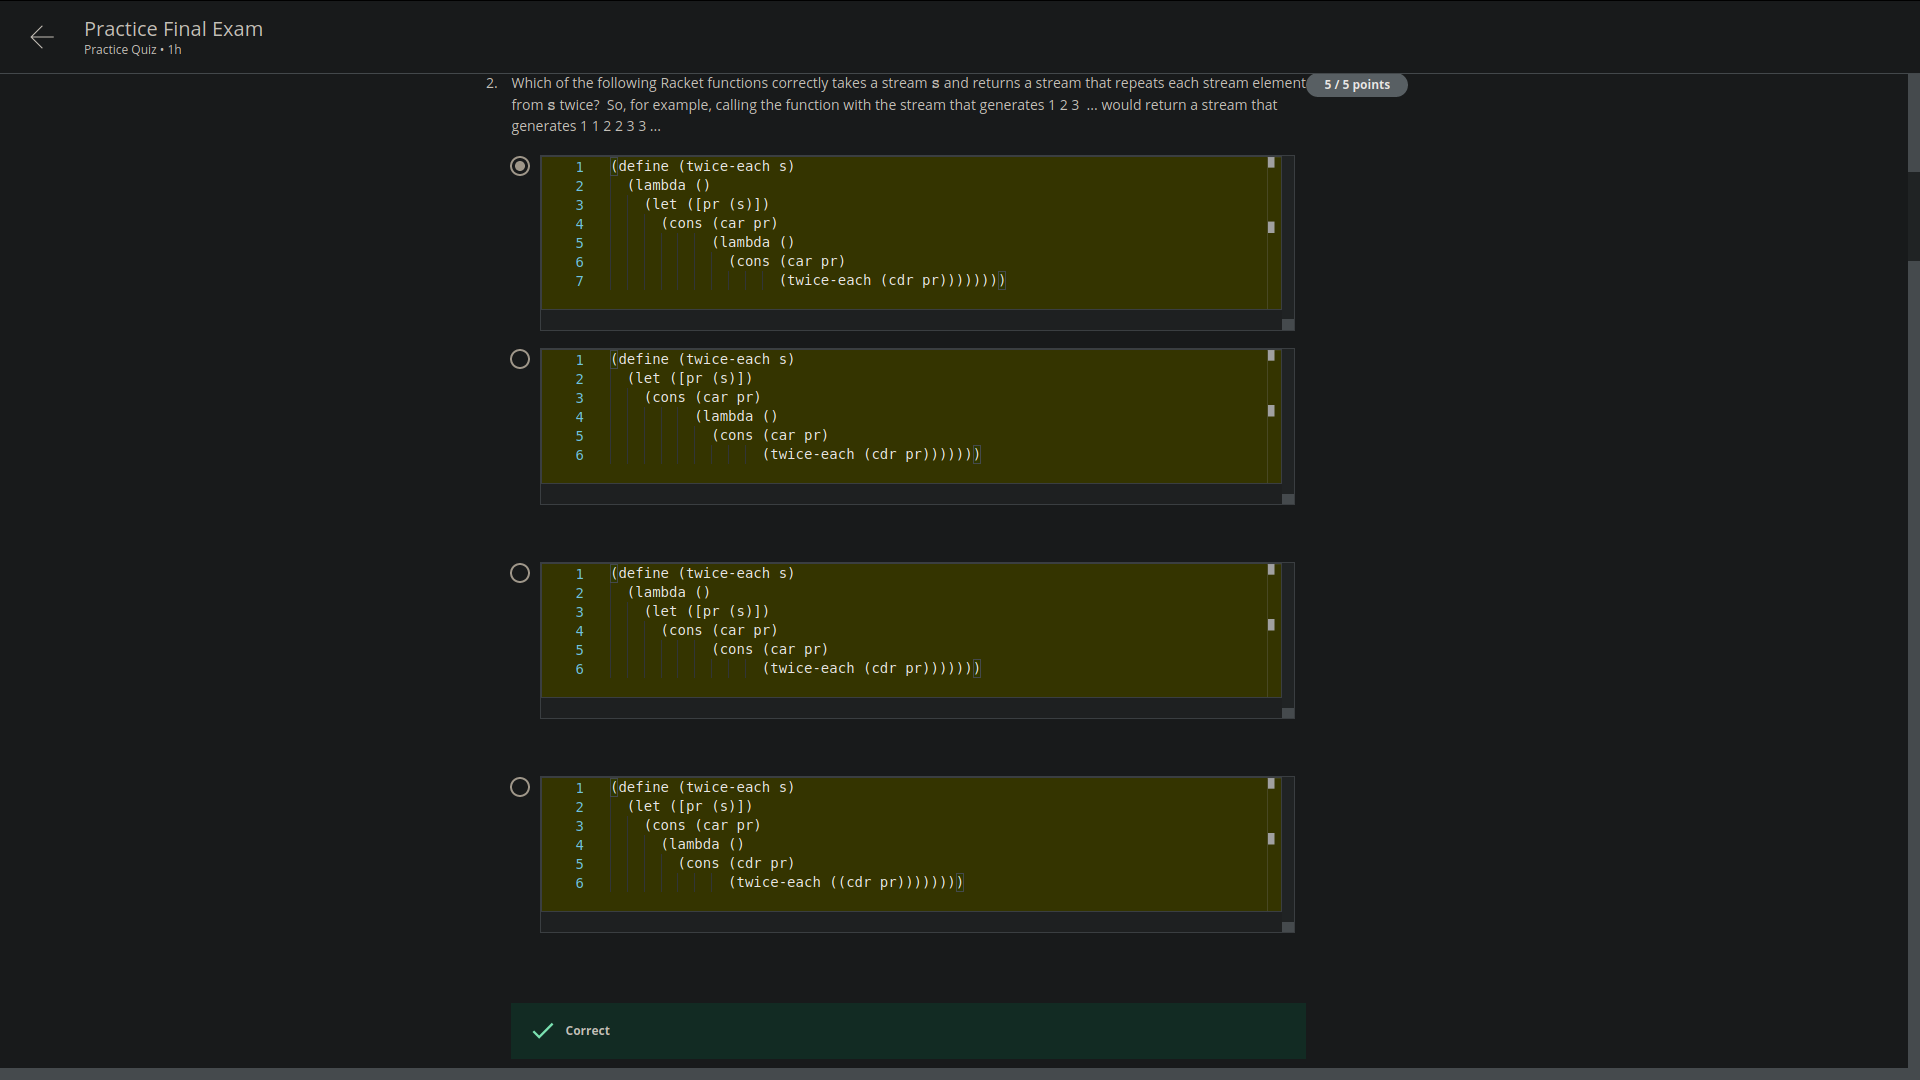 Practice Final Exam
Practice Quiz • 1h
2. Which of the following Racket functions correctly takes a stream s and returns a stream that repeats each stream element
5 / 5 points
from s twice?  So, for example, calling the function with the stream that generates 1 2 3  ... would return a stream that
generates 1 1 2 2 3 3 ...
1 (define (twice-each s)
2   (lambda ()
3     (let ([pr (s)])
4       (cons (car pr)
5             (lambda ()
6               (cons (car pr)
7                     (twice-each (cdr pr))))))))
1 (define (twice-each s)
2   (let ([pr (s)])
3     (cons (car pr)
4           (lambda ()
5             (cons (car pr)
6                   (twice-each (cdr pr)))))))
1 (define (twice-each s)
2   (lambda ()
3     (let ([pr (s)])
4       (cons (car pr)
5             (cons (car pr)
6                   (twice-each (cdr pr)))))))
1 (define (twice-each s)
2   (let ([pr (s)])
3     (cons (car pr)
4       (lambda ()
5         (cons (cdr pr)
6               (twice-each ((cdr pr))))))))
Correct